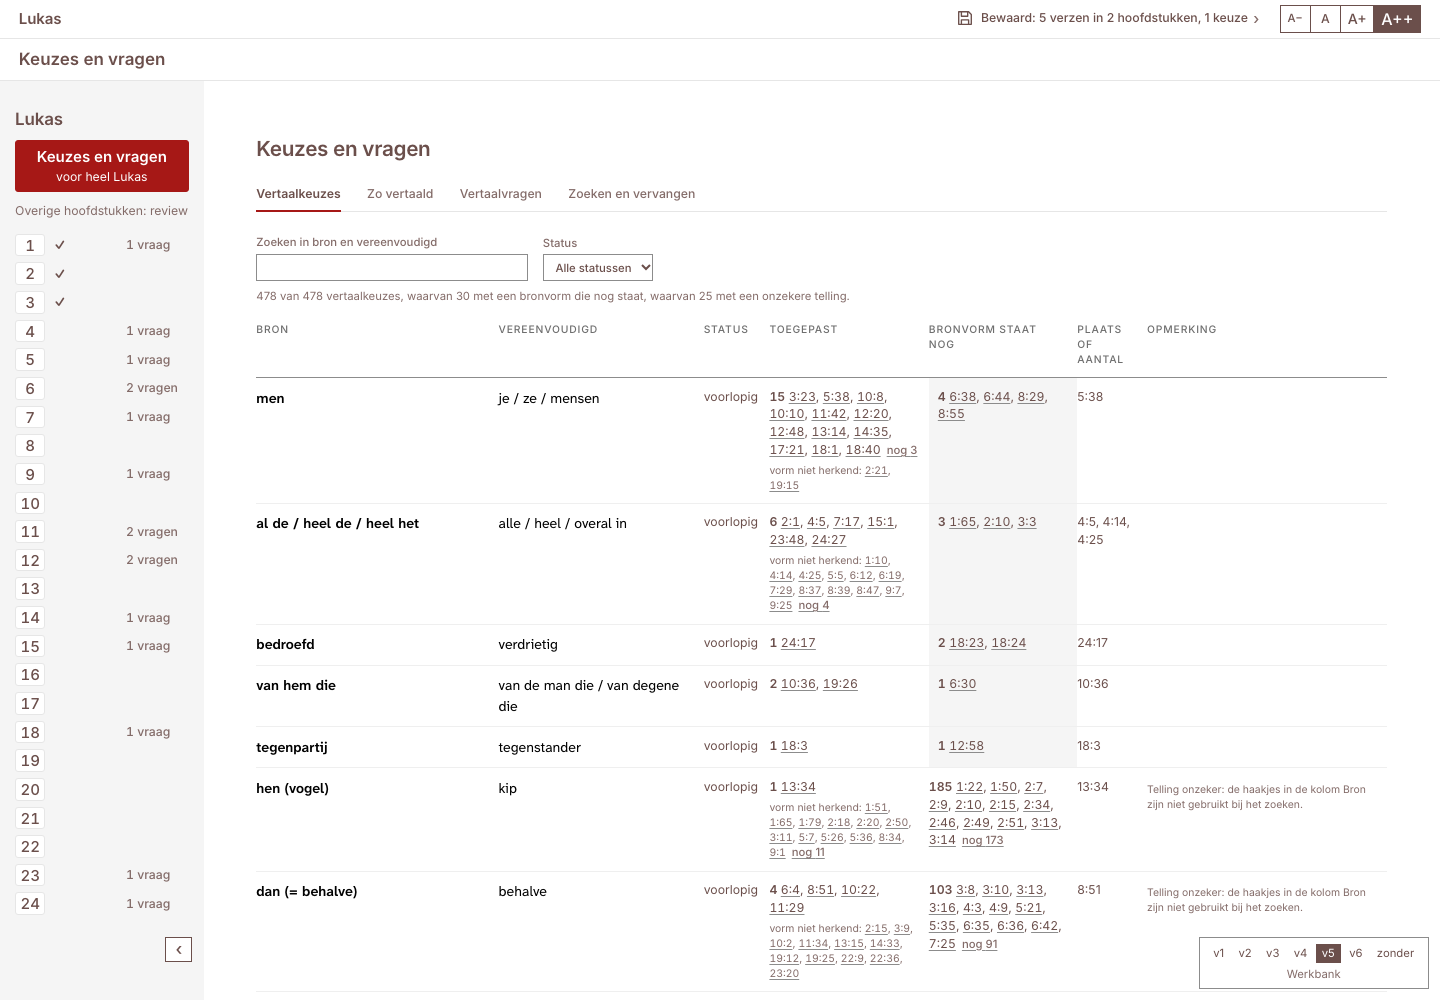 Lukas
Bewaard: 5 verzen in 2 hoofdstukken, 1 keuze ›
A− A A+ A++
Keuzes en vragen
Lukas
Keuzes en vragen
voor heel Lukas
Overige hoofdstukken: review
1 ✓ 1 vraag
2 ✓
3 ✓
4 1 vraag
5 1 vraag
6 2 vragen
7 1 vraag
8
9 1 vraag
10
11 2 vragen
12 2 vragen
13
14 1 vraag
15 1 vraag
16
17
18 1 vraag
19
20
21
22
23 1 vraag
24 1 vraag
‹
Keuzes en vragen
Vertaalkeuzes Zo vertaald Vertaalvragen Zoeken en vervangen
Zoeken in bron en vereenvoudigd
Status
Alle statussen
478 van 478 vertaalkeuzes, waarvan 30 met een bronvorm die nog staat, waarvan 25 met een onzekere telling.
BRON VEREENVOUDIGD STATUS TOEGEPAST BRONVORM STAAT PLAATS OPMERKING
NOG OF
AANTAL
men je / ze / mensen voorlopig 15 3:23, 5:38, 10:8, 4 6:38, 6:44, 8:29, 5:38
10:10, 11:42, 12:20, 8:55
12:48, 13:14, 14:35,
17:21, 18:1, 18:40 nog 3
vorm niet herkend: 2:21,
19:15
al de / heel de / heel het alle / heel / overal in voorlopig 6 2:1, 4:5, 7:17, 15:1, 3 1:65, 2:10, 3:3 4:5, 4:14,
23:48, 24:27 4:25
vorm niet herkend: 1:10,
4:14, 4:25, 5:5, 6:12, 6:19,
7:29, 8:37, 8:39, 8:47, 9:7,
9:25 nog 4
bedroefd verdrietig voorlopig 1 24:17 2 18:23, 18:24 24:17
van hem die van de man die / van degene voorlopig 2 10:36, 19:26 1 6:30 10:36
die
tegenpartij tegenstander voorlopig 1 18:3 1 12:58 18:3
hen (vogel) kip voorlopig 1 13:34 185 1:22, 1:50, 2:7, 13:34 Telling onzeker: de haakjes in de kolom Bron
vorm niet herkend: 1:51, 2:9, 2:10, 2:15, 2:34, zijn niet gebruikt bij het zoeken.
1:65, 1:79, 2:18, 2:20, 2:50, 2:46, 2:49, 2:51, 3:13,
3:11, 5:7, 5:26, 5:36, 8:34, 3:14 nog 173
9:1 nog 11
dan (= behalve) behalve voorlopig 4 6:4, 8:51, 10:22, 103 3:8, 3:10, 3:13, 8:51 Telling onzeker: de haakjes in de kolom Bron
11:29 3:16, 4:3, 4:9, 5:21, zijn niet gebruikt bij het zoeken.
vorm niet herkend: 2:15, 3:9, 5:35, 6:35, 6:36, 6:42,
10:2, 11:34, 13:15, 14:33, 7:25 nog 91
19:12, 19:25, 22:9, 22:36,
23:20
v1 v2 v3 v4 v5 v6 zonder
Werkbank